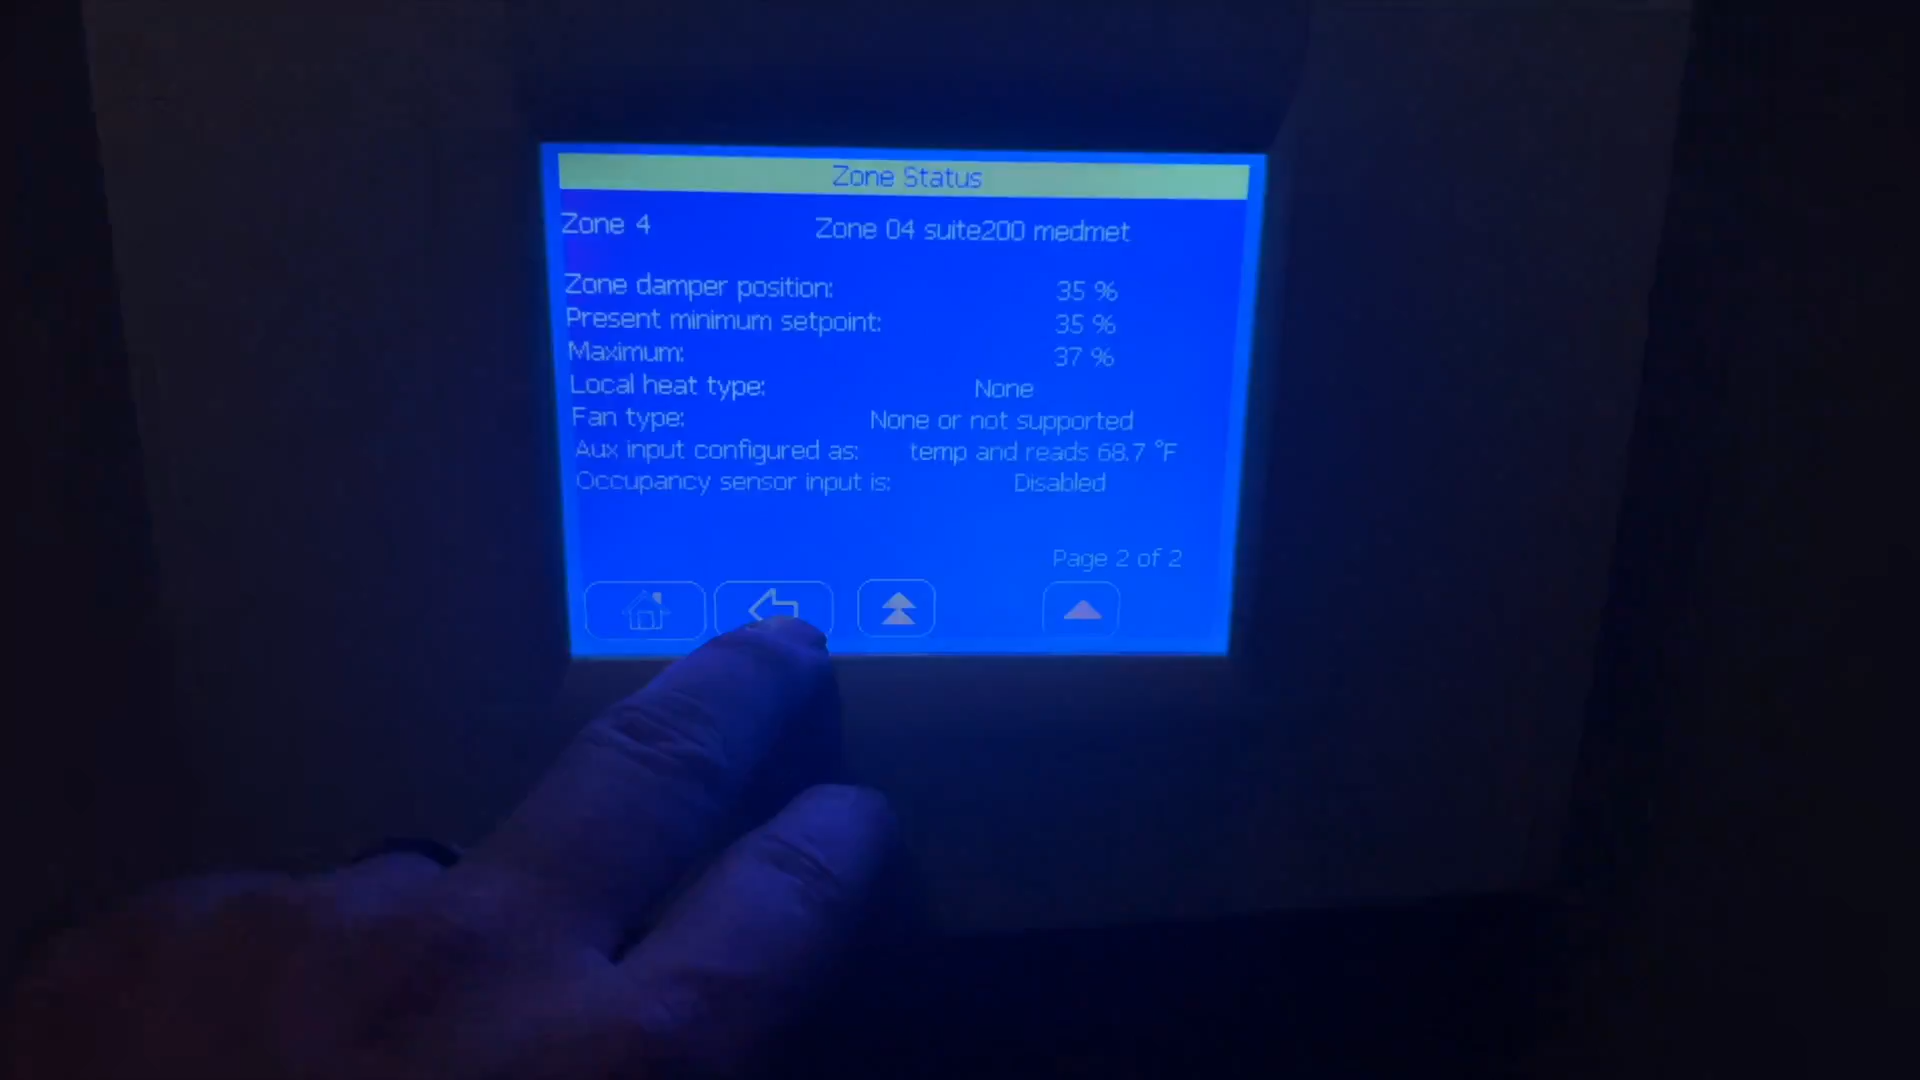 Zone Status
Zone 4 Zone 04 suite200 medmet
Zone damper position: 35 %
Present minimum setpoint: 35 %
Maximum: 37 %
Local heat type: None
Fan type: None or not supported
Aux input configured as: temp and reads 68.7 °F
Occupancy sensor input is: Disabled
Page 2 of 2